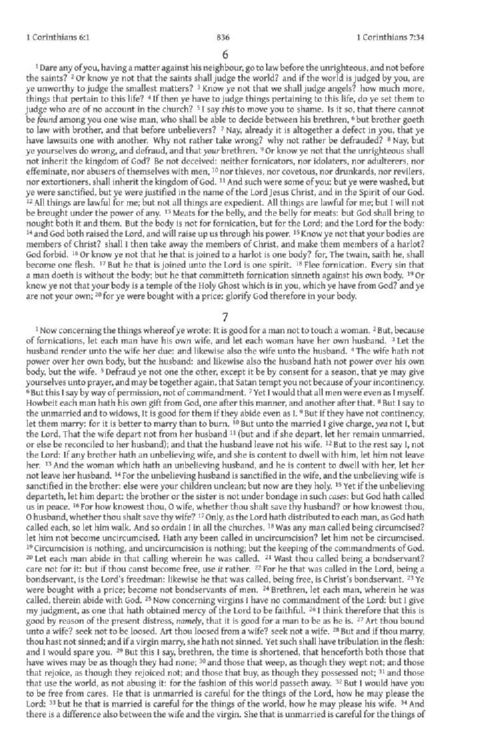 1 Corinthians 6:1 836 1 Corinthians 7:34
6
1 Dare any of you, having a matter against his neighbour, go to law before the unrighteous, and not before
the saints? 2 Or know ye not that the saints shall judge the world? and if the world is judged by you, are
ye unworthy to judge the smallest matters? 3 Know ye not that we shall judge angels? how much more,
things that pertain to this life? 4 If then ye have to judge things pertaining to this life, do ye set them to
judge who are of no account in the church? 5 I say this to move you to shame. Is it so, that there cannot
be found among you one wise man, who shall be able to decide between his brethren, 6 but brother goeth
to law with brother, and that before unbelievers? 7 Nay, already it is altogether a defect in you, that ye
have lawsuits one with another. Why not rather take wrong? why not rather be defrauded? 8 Nay, but
ye yourselves do wrong, and defraud, and that your brethren. 9 Or know ye not that the unrighteous shall
not inherit the kingdom of God? Be not deceived: neither fornicators, nor idolaters, nor adulterers, nor
effeminate, nor abusers of themselves with men, 10 nor thieves, nor covetous, nor drunkards, nor revilers,
nor extortioners, shall inherit the kingdom of God. 11 And such were some of you: but ye were washed, but
ye were sanctified, but ye were justified in the name of the Lord Jesus Christ, and in the Spirit of our God.
12 All things are lawful for me; but not all things are expedient. All things are lawful for me; but I will not
be brought under the power of any. 13 Meats for the belly, and the belly for meats: but God shall bring to
nought both it and them. But the body is not for fornication, but for the Lord; and the Lord for the body:
14 and God both raised the Lord, and will raise up us through his power. 15 Know ye not that your bodies are
members of Christ? shall I then take away the members of Christ, and make them members of a harlot?
God forbid. 16 Or know ye not that he that is joined to a harlot is one body? for, The twain, saith he, shall
become one flesh. 17 But he that is joined unto the Lord is one spirit. 18 Flee fornication. Every sin that
a man doeth is without the body; but he that committeth fornication sinneth against his own body. 19 Or
know ye not that your body is a temple of the Holy Ghost which is in you, which ye have from God? and ye
are not your own; 20 for ye were bought with a price: glorify God therefore in your body.
7
1 Now concerning the things whereof ye wrote: It is good for a man not to touch a woman. 2 But, because
of fornications, let each man have his own wife, and let each woman have her own husband. 3 Let the
husband render unto the wife her due: and likewise also the wife unto the husband. 4 The wife hath not
power over her own body, but the husband: and likewise also the husband hath not power over his own
body, but the wife. 5 Defraud ye not one the other, except it be by consent for a season, that ye may give
yourselves unto prayer, and may be together again, that Satan tempt you not because of your incontinency.
6 But this I say by way of permission, not of commandment. 7 Yet I would that all men were even as I myself.
Howbeit each man hath his own gift from God, one after this manner, and another after that. 8 But I say to
the unmarried and to widows, It is good for them if they abide even as I. 9 But if they have not continency,
let them marry: for it is better to marry than to burn. 10 But unto the married I give charge, yea not I, but
the Lord, That the wife depart not from her husband 11 (but and if she depart, let her remain unmarried,
or else be reconciled to her husband); and that the husband leave not his wife. 12 But to the rest say I, not
the Lord: If any brother hath an unbelieving wife, and she is content to dwell with him, let him not leave
her. 13 And the woman which hath an unbelieving husband, and he is content to dwell with her, let her
not leave her husband. 14 For the unbelieving husband is sanctified in the wife, and the unbelieving wife is
sanctified in the brother: else were your children unclean; but now are they holy. 15 Yet if the unbelieving
departeth, let him depart: the brother or the sister is not under bondage in such cases: but God hath called
us in peace. 16 For how knowest thou, O wife, whether thou shalt save thy husband? or how knowest thou,
O husband, whether thou shalt save thy wife? 17 Only, as the Lord hath distributed to each man, as God hath
called each, so let him walk. And so ordain I in all the churches. 18 Was any man called being circumcised?
let him not become uncircumcised. Hath any been called in uncircumcision? let him not be circumcised.
19 Circumcision is nothing, and uncircumcision is nothing; but the keeping of the commandments of God.
20 Let each man abide in that calling wherein he was called. 21 Wast thou called being a bondservant?
care not for it: but if thou canst become free, use it rather. 22 For he that was called in the Lord, being a
bondservant, is the Lord's freedman: likewise he that was called, being free, is Christ's bondservant. 23 Ye
were bought with a price; become not bondservants of men. 24 Brethren, let each man, wherein he was
called, therein abide with God. 25 Now concerning virgins I have no commandment of the Lord: but I give
my judgment, as one that hath obtained mercy of the Lord to be faithful. 26 I think therefore that this is
good by reason of the present distress, namely, that it is good for a man to be as he is. 27 Art thou bound
unto a wife? seek not to be loosed. Art thou loosed from a wife? seek not a wife. 28 But and if thou marry,
thou hast not sinned; and if a virgin marry, she hath not sinned. Yet such shall have tribulation in the flesh:
and I would spare you. 29 But this I say, brethren, the time is shortened, that henceforth both those that
have wives may be as though they had none; 30 and those that weep, as though they wept not; and those
that rejoice, as though they rejoiced not; and those that buy, as though they possessed not; 31 and those
that use the world, as not abusing it: for the fashion of this world passeth away. 32 But I would have you
to be free from cares. He that is unmarried is careful for the things of the Lord, how he may please the
Lord: 33 but he that is married is careful for the things of the world, how he may please his wife. 34 And
there is a difference also between the wife and the virgin. She that is unmarried is careful for the things of